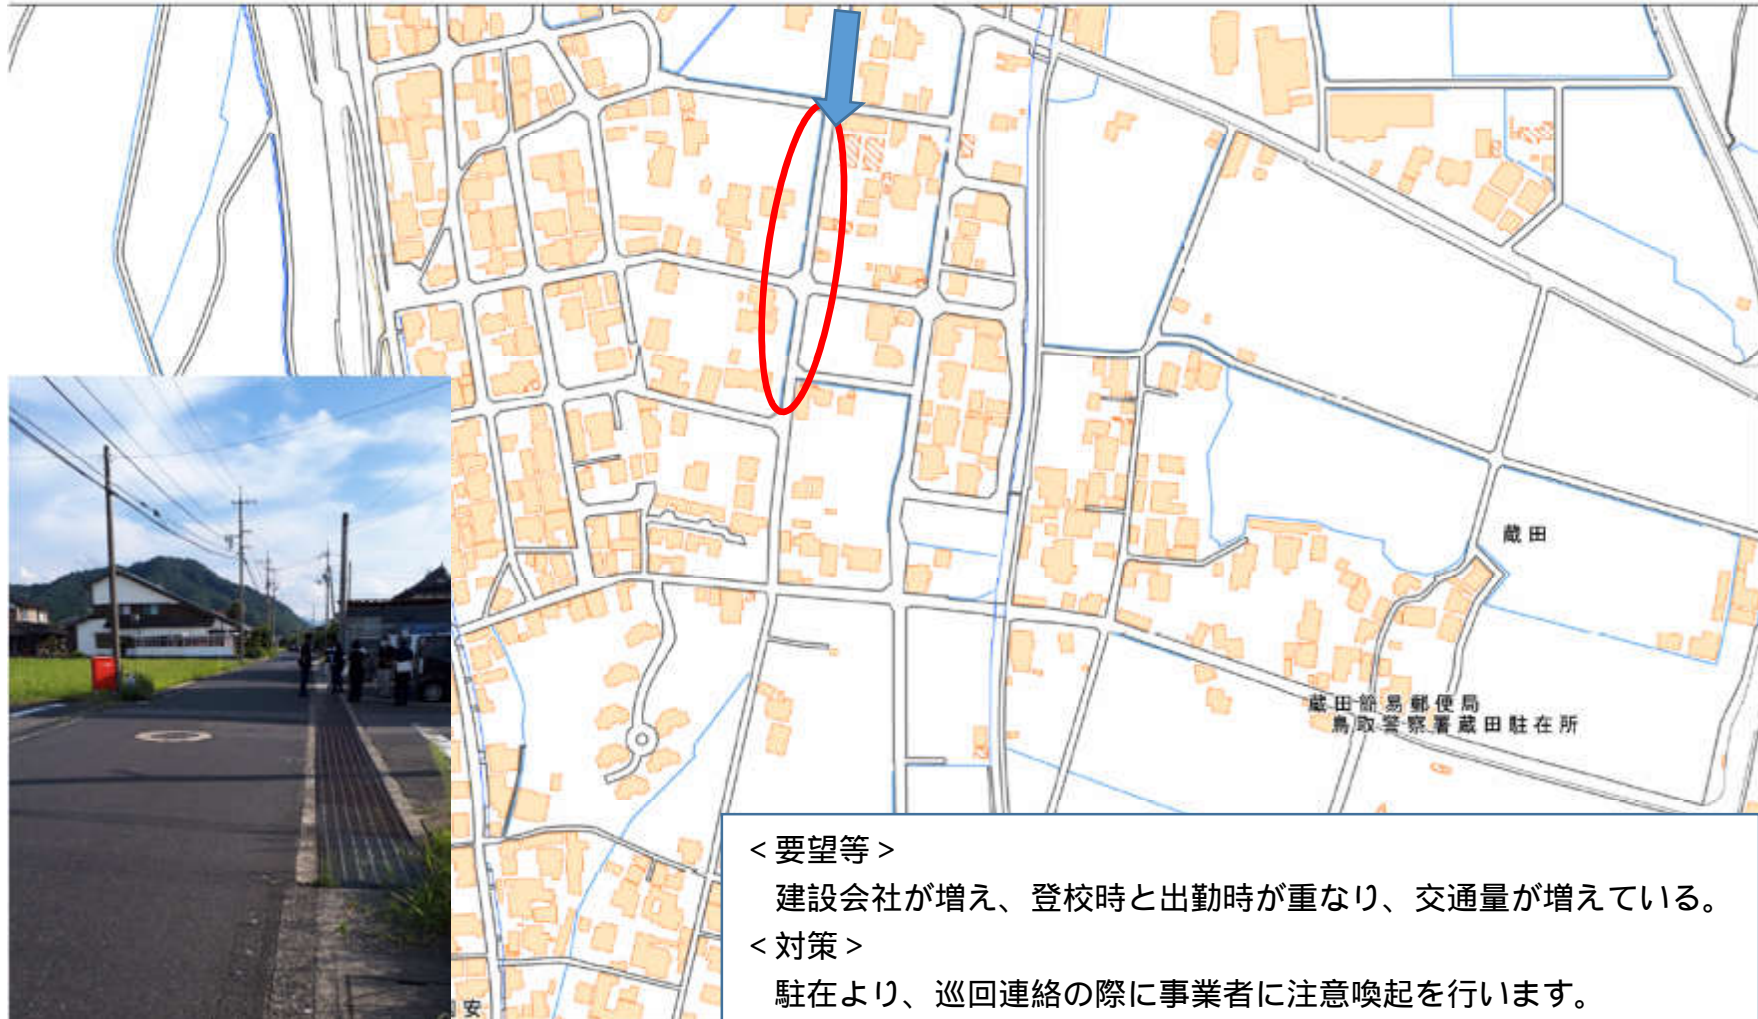 蔵田
蔵田簡易郵便局
鳥取警察署蔵田駐在所
安
<要望等>
建設会社が増え、登校時と出勤時が重なり、交通量が増えている。
<対策>
駐在より、巡回連絡の際に事業者に注意喚起を行います。